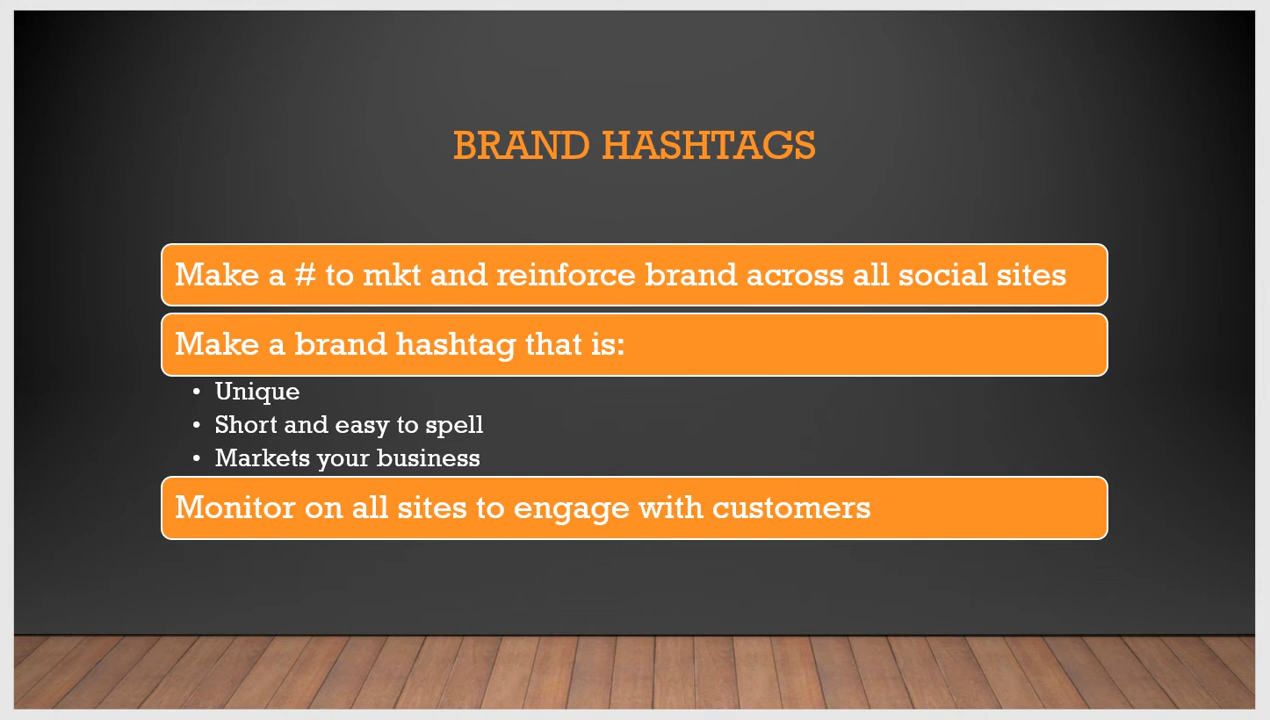 BRAND HASHTAGS
Make a # to mkt and reinforce brand across all social sites
Make a brand hashtag that is:
• Unique
• Short and easy to spell
• Markets your business
Monitor on all sites to engage with customers